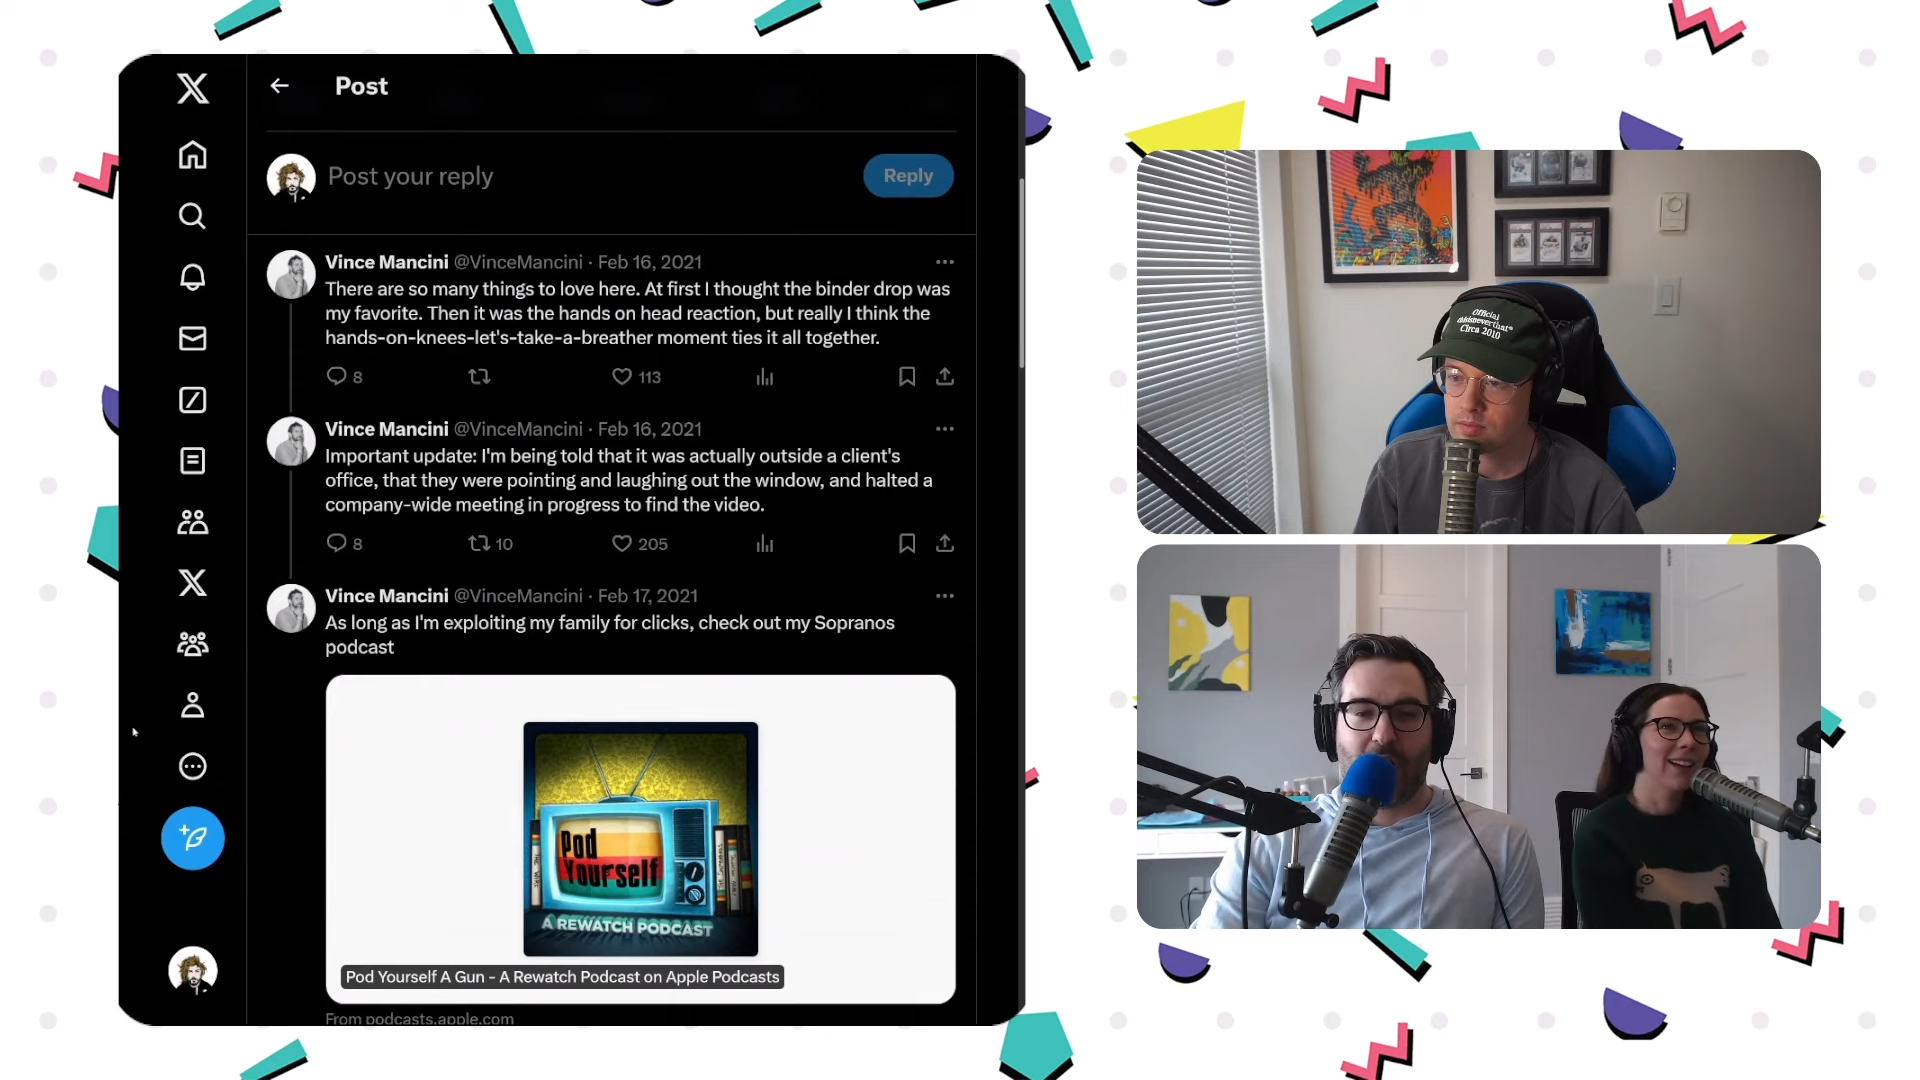 Post
Post your reply
Reply
Vince Mancini @VinceMancini · Feb 16, 2021
There are so many things to love here. At first I thought the binder drop was
my favorite. Then it was the hands on head reaction, but really I think the
hands-on-knees-let's-take-a-breather moment ties it all together.
8
113
Vince Mancini @VinceMancini · Feb 16, 2021
Important update: I'm being told that it was actually outside a client's
office, that they were pointing and laughing out the window, and halted a
company-wide meeting in progress to find the video.
8
10
205
Vince Mancini @VinceMancini · Feb 17, 2021
As long as I'm exploiting my family for clicks, check out my Sopranos
podcast
Pod
Yourself
A REWATCH PODCAST
Pod Yourself A Gun - A Rewatch Podcast on Apple Podcasts
From podcasts.apple.com
Official
thisisneverthat®
Circa 2010